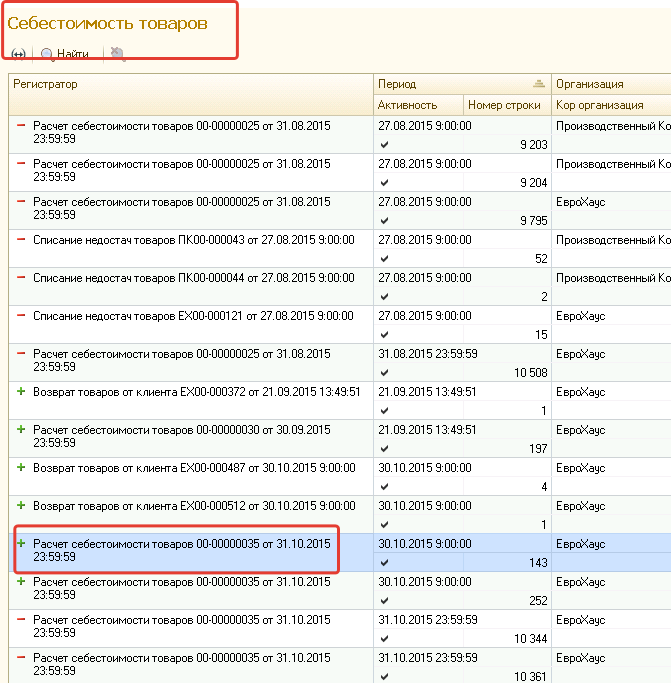 Себестоимость товаров
Найти
Регистратор Период Организация
Активность Номер строки Кор организация
Расчет себестоимости товаров 00-00000025 от 31.08.2015 27.08.2015 9:00:00 Производственный Ко
23:59:59 9 203
Расчет себестоимости товаров 00-00000025 от 31.08.2015 27.08.2015 9:00:00 Производственный Ко
23:59:59 9 204
Расчет себестоимости товаров 00-00000025 от 31.08.2015 27.08.2015 9:00:00 ЕвроХаус
23:59:59 9 795
Списание недостач товаров ПК00-000043 от 27.08.2015 9:00:00 27.08.2015 9:00:00 Производственный Ко
52
Списание недостач товаров ПК00-000044 от 27.08.2015 9:00:00 27.08.2015 9:00:00 Производственный Ко
2
Списание недостач товаров ЕХ00-000121 от 27.08.2015 9:00:00 27.08.2015 9:00:00 ЕвроХаус
15
Расчет себестоимости товаров 00-00000025 от 31.08.2015 31.08.2015 23:59:59 ЕвроХаус
23:59:59 10 508
Возврат товаров от клиента ЕХ00-000372 от 21.09.2015 13:49:51 21.09.2015 13:49:51 ЕвроХаус
1
Расчет себестоимости товаров 00-00000030 от 30.09.2015 21.09.2015 13:49:51 ЕвроХаус
23:59:59 197
Возврат товаров от клиента ЕХ00-000487 от 30.10.2015 9:00:00 30.10.2015 9:00:00 ЕвроХаус
4
Возврат товаров от клиента ЕХ00-000512 от 30.10.2015 9:00:00 30.10.2015 9:00:00 ЕвроХаус
1
Расчет себестоимости товаров 00-00000035 от 31.10.2015 30.10.2015 9:00:00 ЕвроХаус
23:59:59 143
Расчет себестоимости товаров 00-00000035 от 31.10.2015 30.10.2015 9:00:00 ЕвроХаус
23:59:59 252
Расчет себестоимости товаров 00-00000035 от 31.10.2015 31.10.2015 23:59:59 ЕвроХаус
23:59:59 10 344
Расчет себестоимости товаров 00-00000035 от 31.10.2015 31.10.2015 23:59:59 ЕвроХаус
23:59:59 10 361